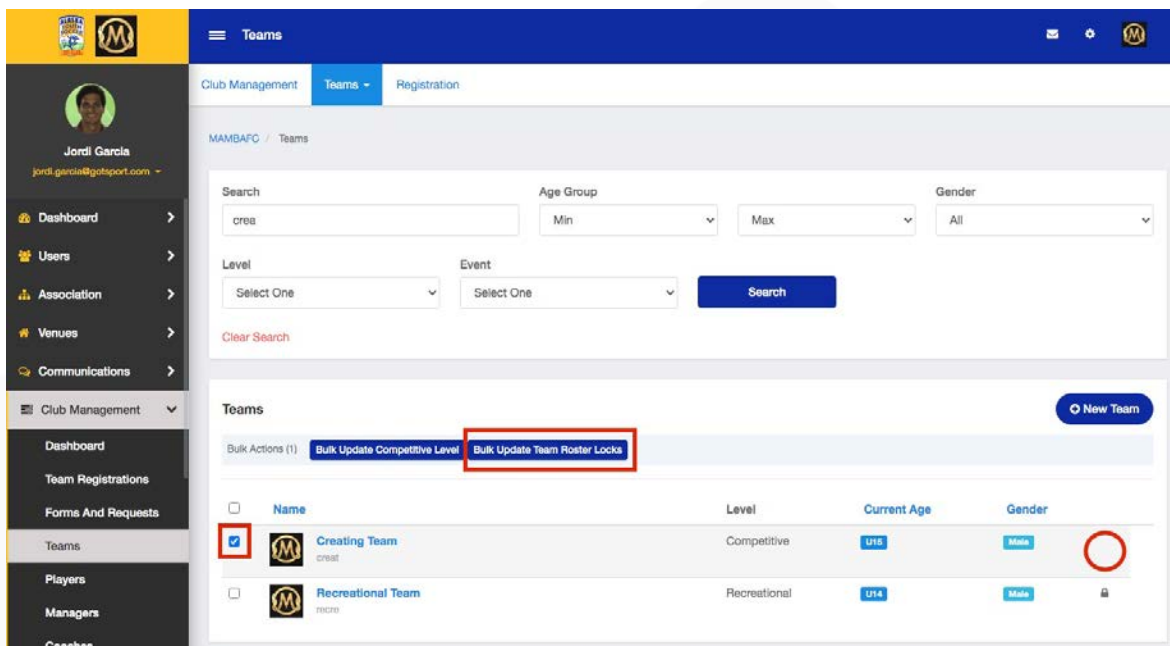 Teams
Club Management
Teams
Registration
Jordi Garcia
jordi.garcia@gotsport.com
MAMBAFC / Teams
Search
Age Group
Gender
crea
Min
Max
All
Level
Event
Select One
Select One
Search
Clear Search
Dashboard
Users
Association
Venues
Communications
Club Management
Dashboard
Team Registrations
Forms And Requests
Teams
Players
Managers
Coaches
Teams
New Team
Bulk Actions (1)
Bulk Update Competitive Level
Bulk Update Team Roster Locks
Name
Level
Current Age
Gender
Creating Team
creat
Competitive
U15
Male
Recreational Team
recre
Recreational
U14
Male